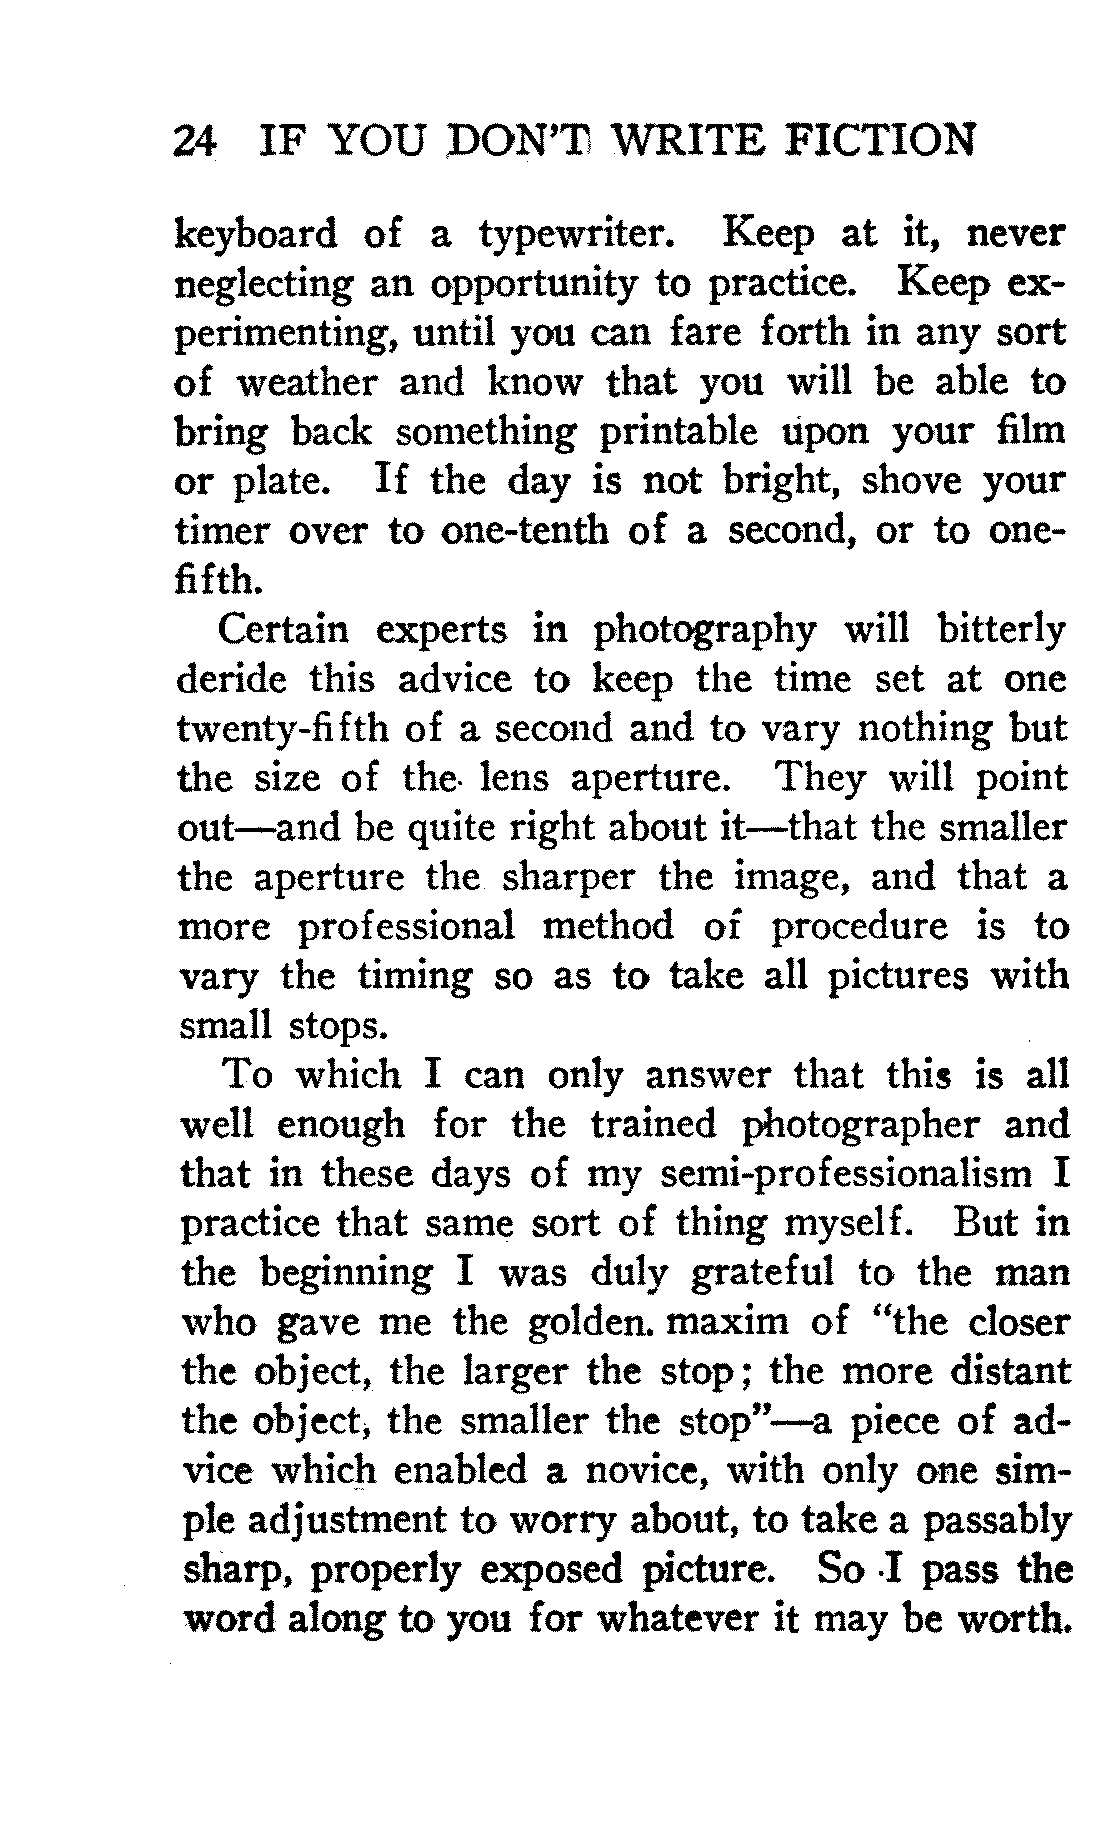 24 IF YOU DON'T WRITE FICTION
keyboard of a typewriter. Keep at it, never
neglecting an opportunity to practice. Keep ex-
perimenting, until you can fare forth in any sort
of weather and know that you will be able to
bring back something printable upon your film
or plate. If the day is not bright, shove your
timer over to one-tenth of a second, or to one-
fifth.
Certain experts in photography will bitterly
deride this advice to keep the time set at one
twenty-fifth of a second and to vary nothing but
the size of the lens aperture. They will point
out—and be quite right about it—that the smaller
the aperture the sharper the image, and that a
more professional method of procedure is to
vary the timing so as to take all pictures with
small stops.
To which I can only answer that this is all
well enough for the trained photographer and
that in these days of my semi-professionalism I
practice that same sort of thing myself. But in
the beginning I was duly grateful to the man
who gave me the golden maxim of "the closer
the object, the larger the stop; the more distant
the object, the smaller the stop"—a piece of ad-
vice which enabled a novice, with only one sim-
ple adjustment to worry about, to take a passably
sharp, properly exposed picture. So I pass the
word along to you for whatever it may be worth.